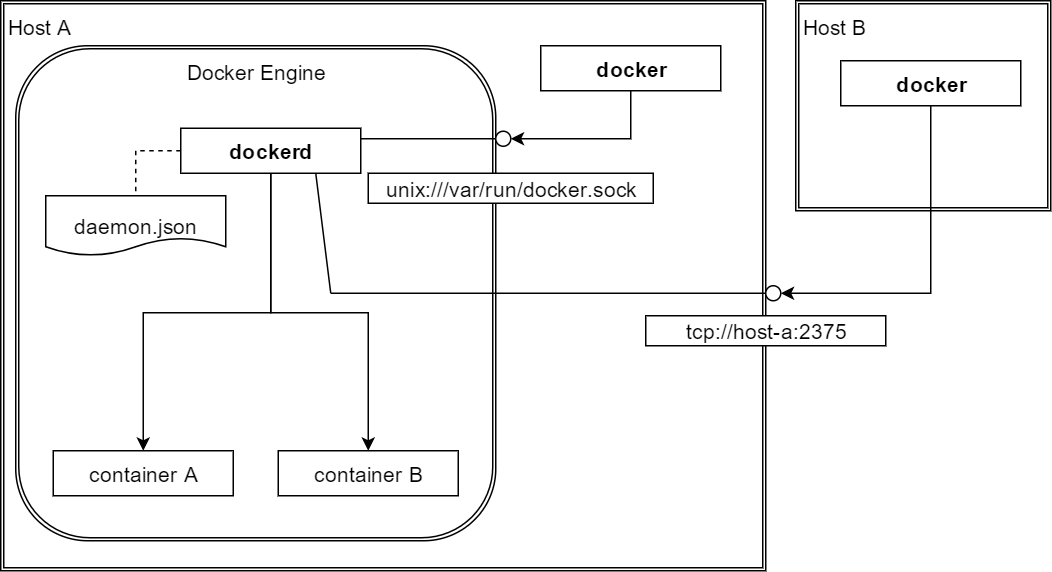 Host A
Host B
Docker Engine
docker
docker
dockerd
unix:///var/run/docker.sock
daemon.json
tcp://host-a:2375
container A
container B